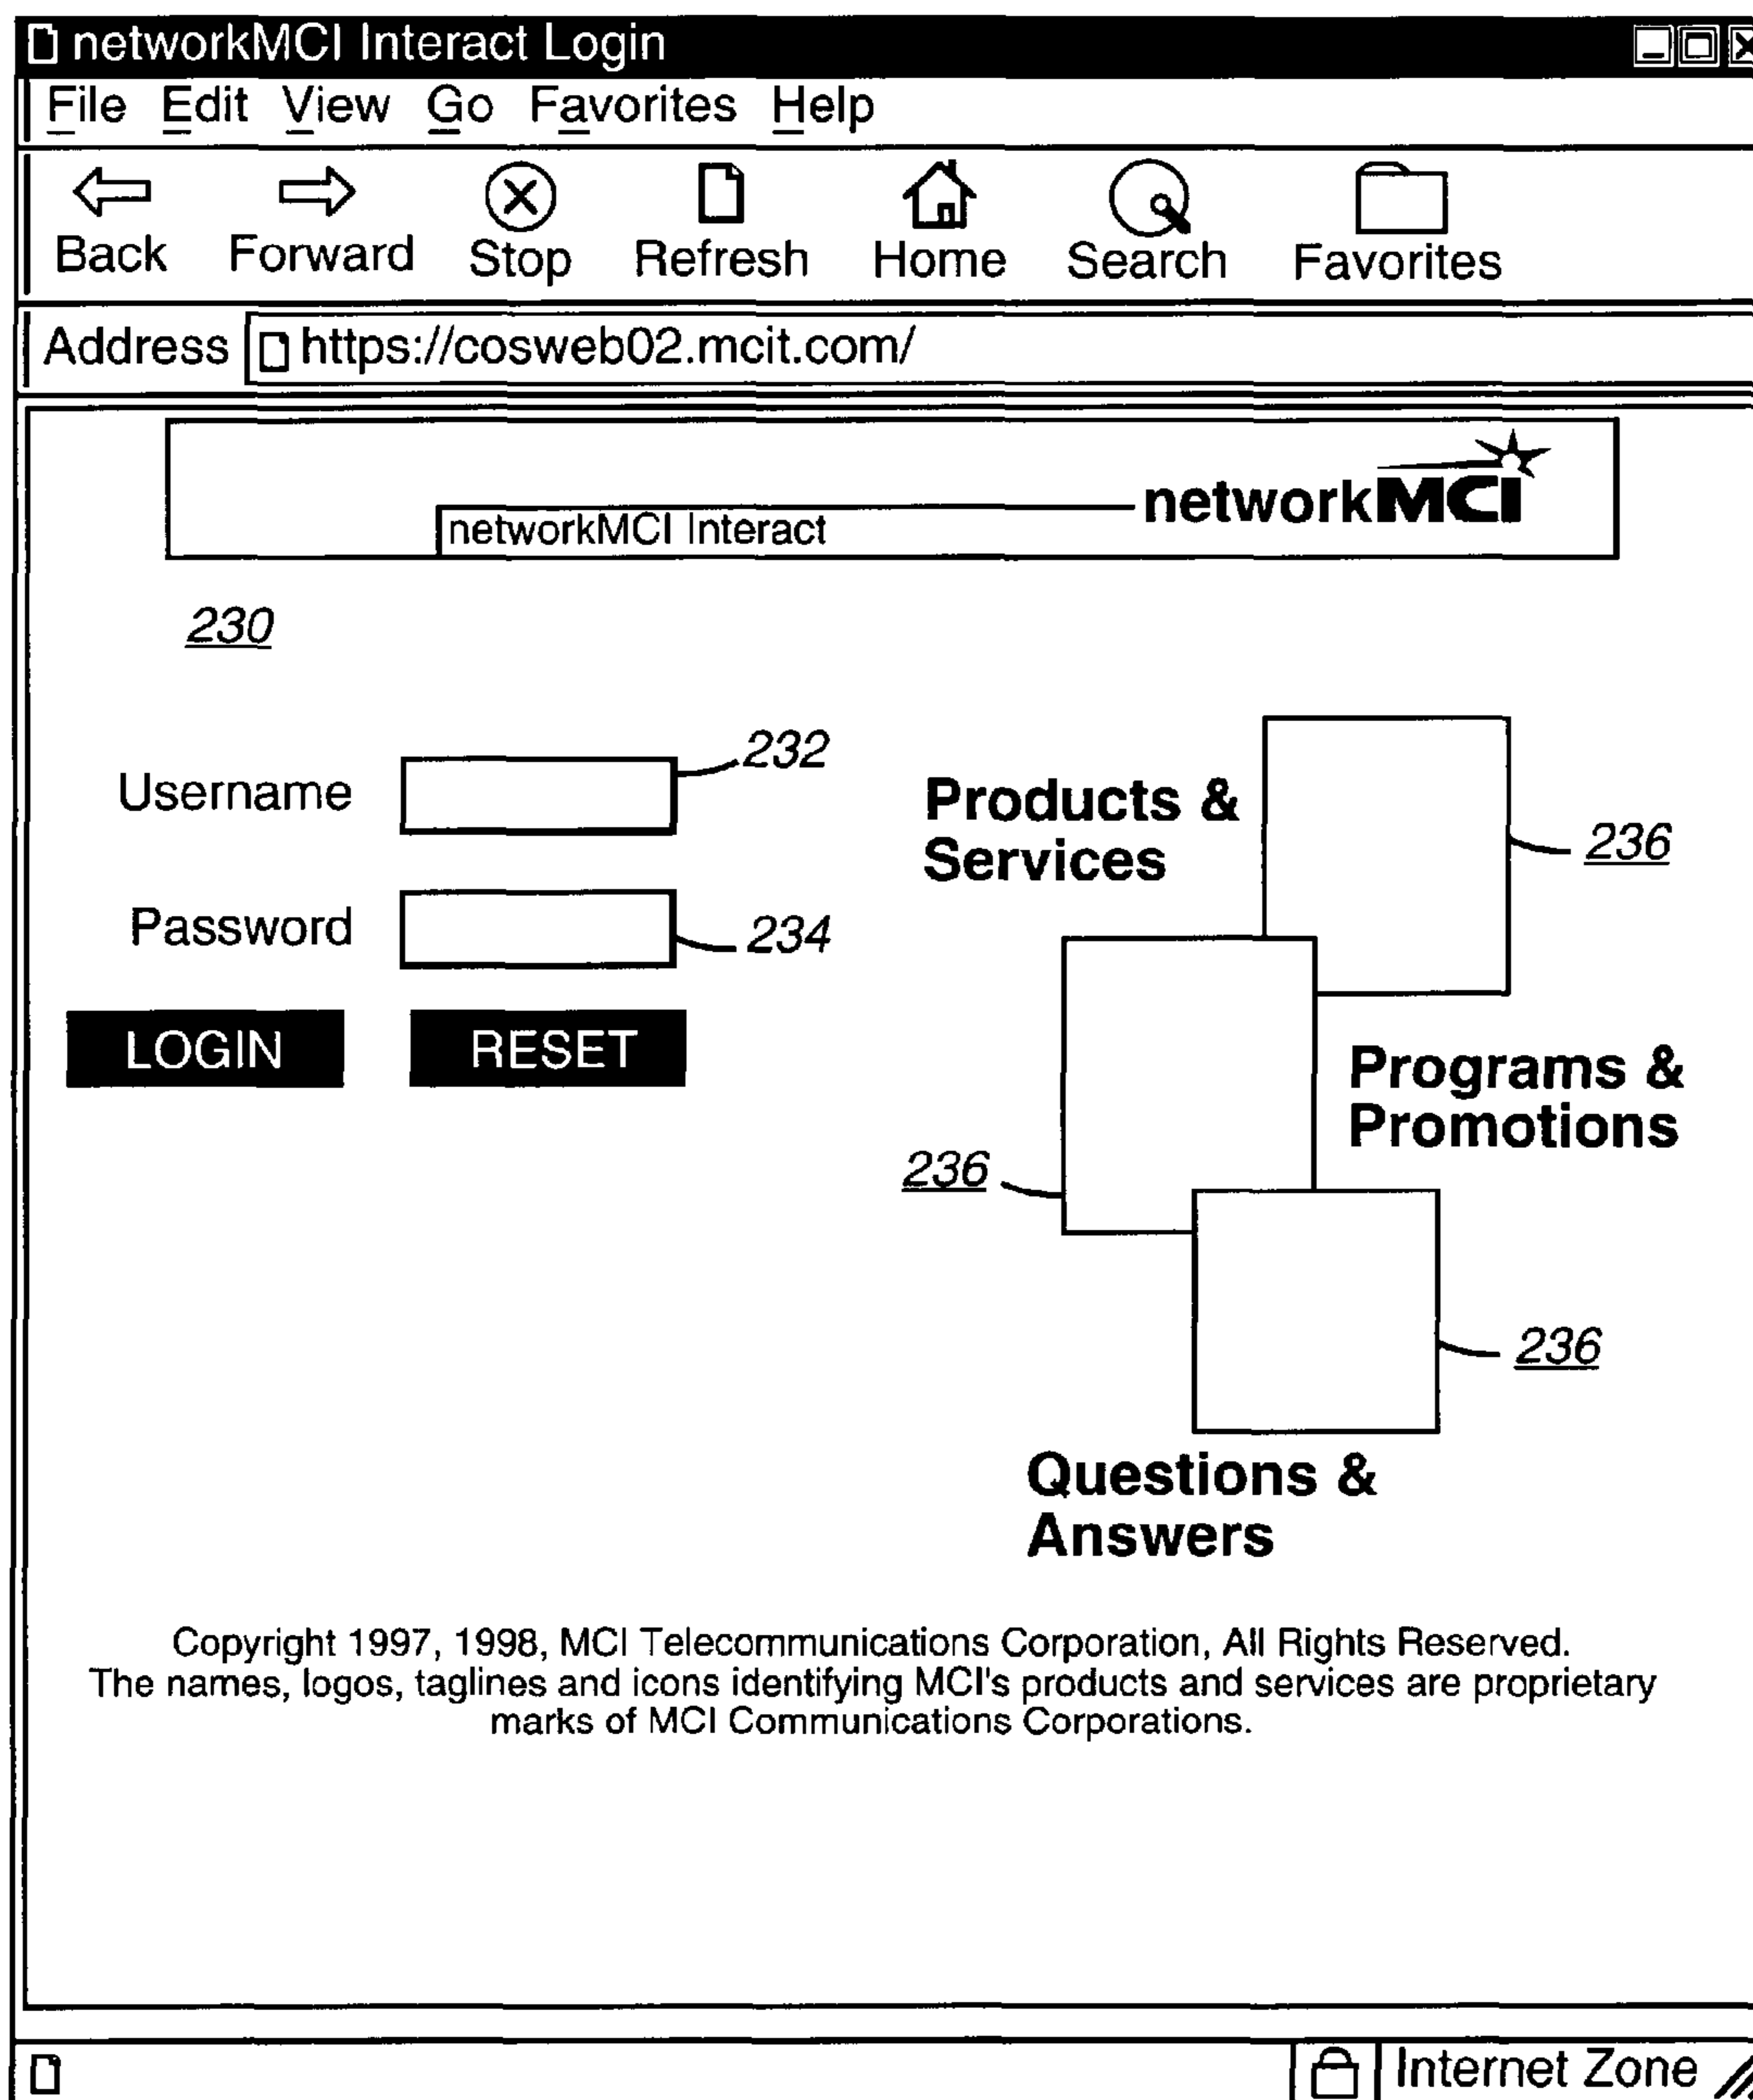 networkMCI Interact Login
File Edit View Go Favorites Help
Back Forward Stop Refresh Home Search Favorites
Address https://cosweb02.mcit.com/
networkMCI
networkMCI Interact
230
Username
232
Products &
Services
236
Password
234
LOGIN RESET
Programs &
Promotions
236
236
Questions &
Answers
Copyright 1997, 1998, MCI Telecommunications Corporation, All Rights Reserved.
The names, logos, taglines and icons identifying MCI's products and services are proprietary
marks of MCI Communications Corporations.
Internet Zone